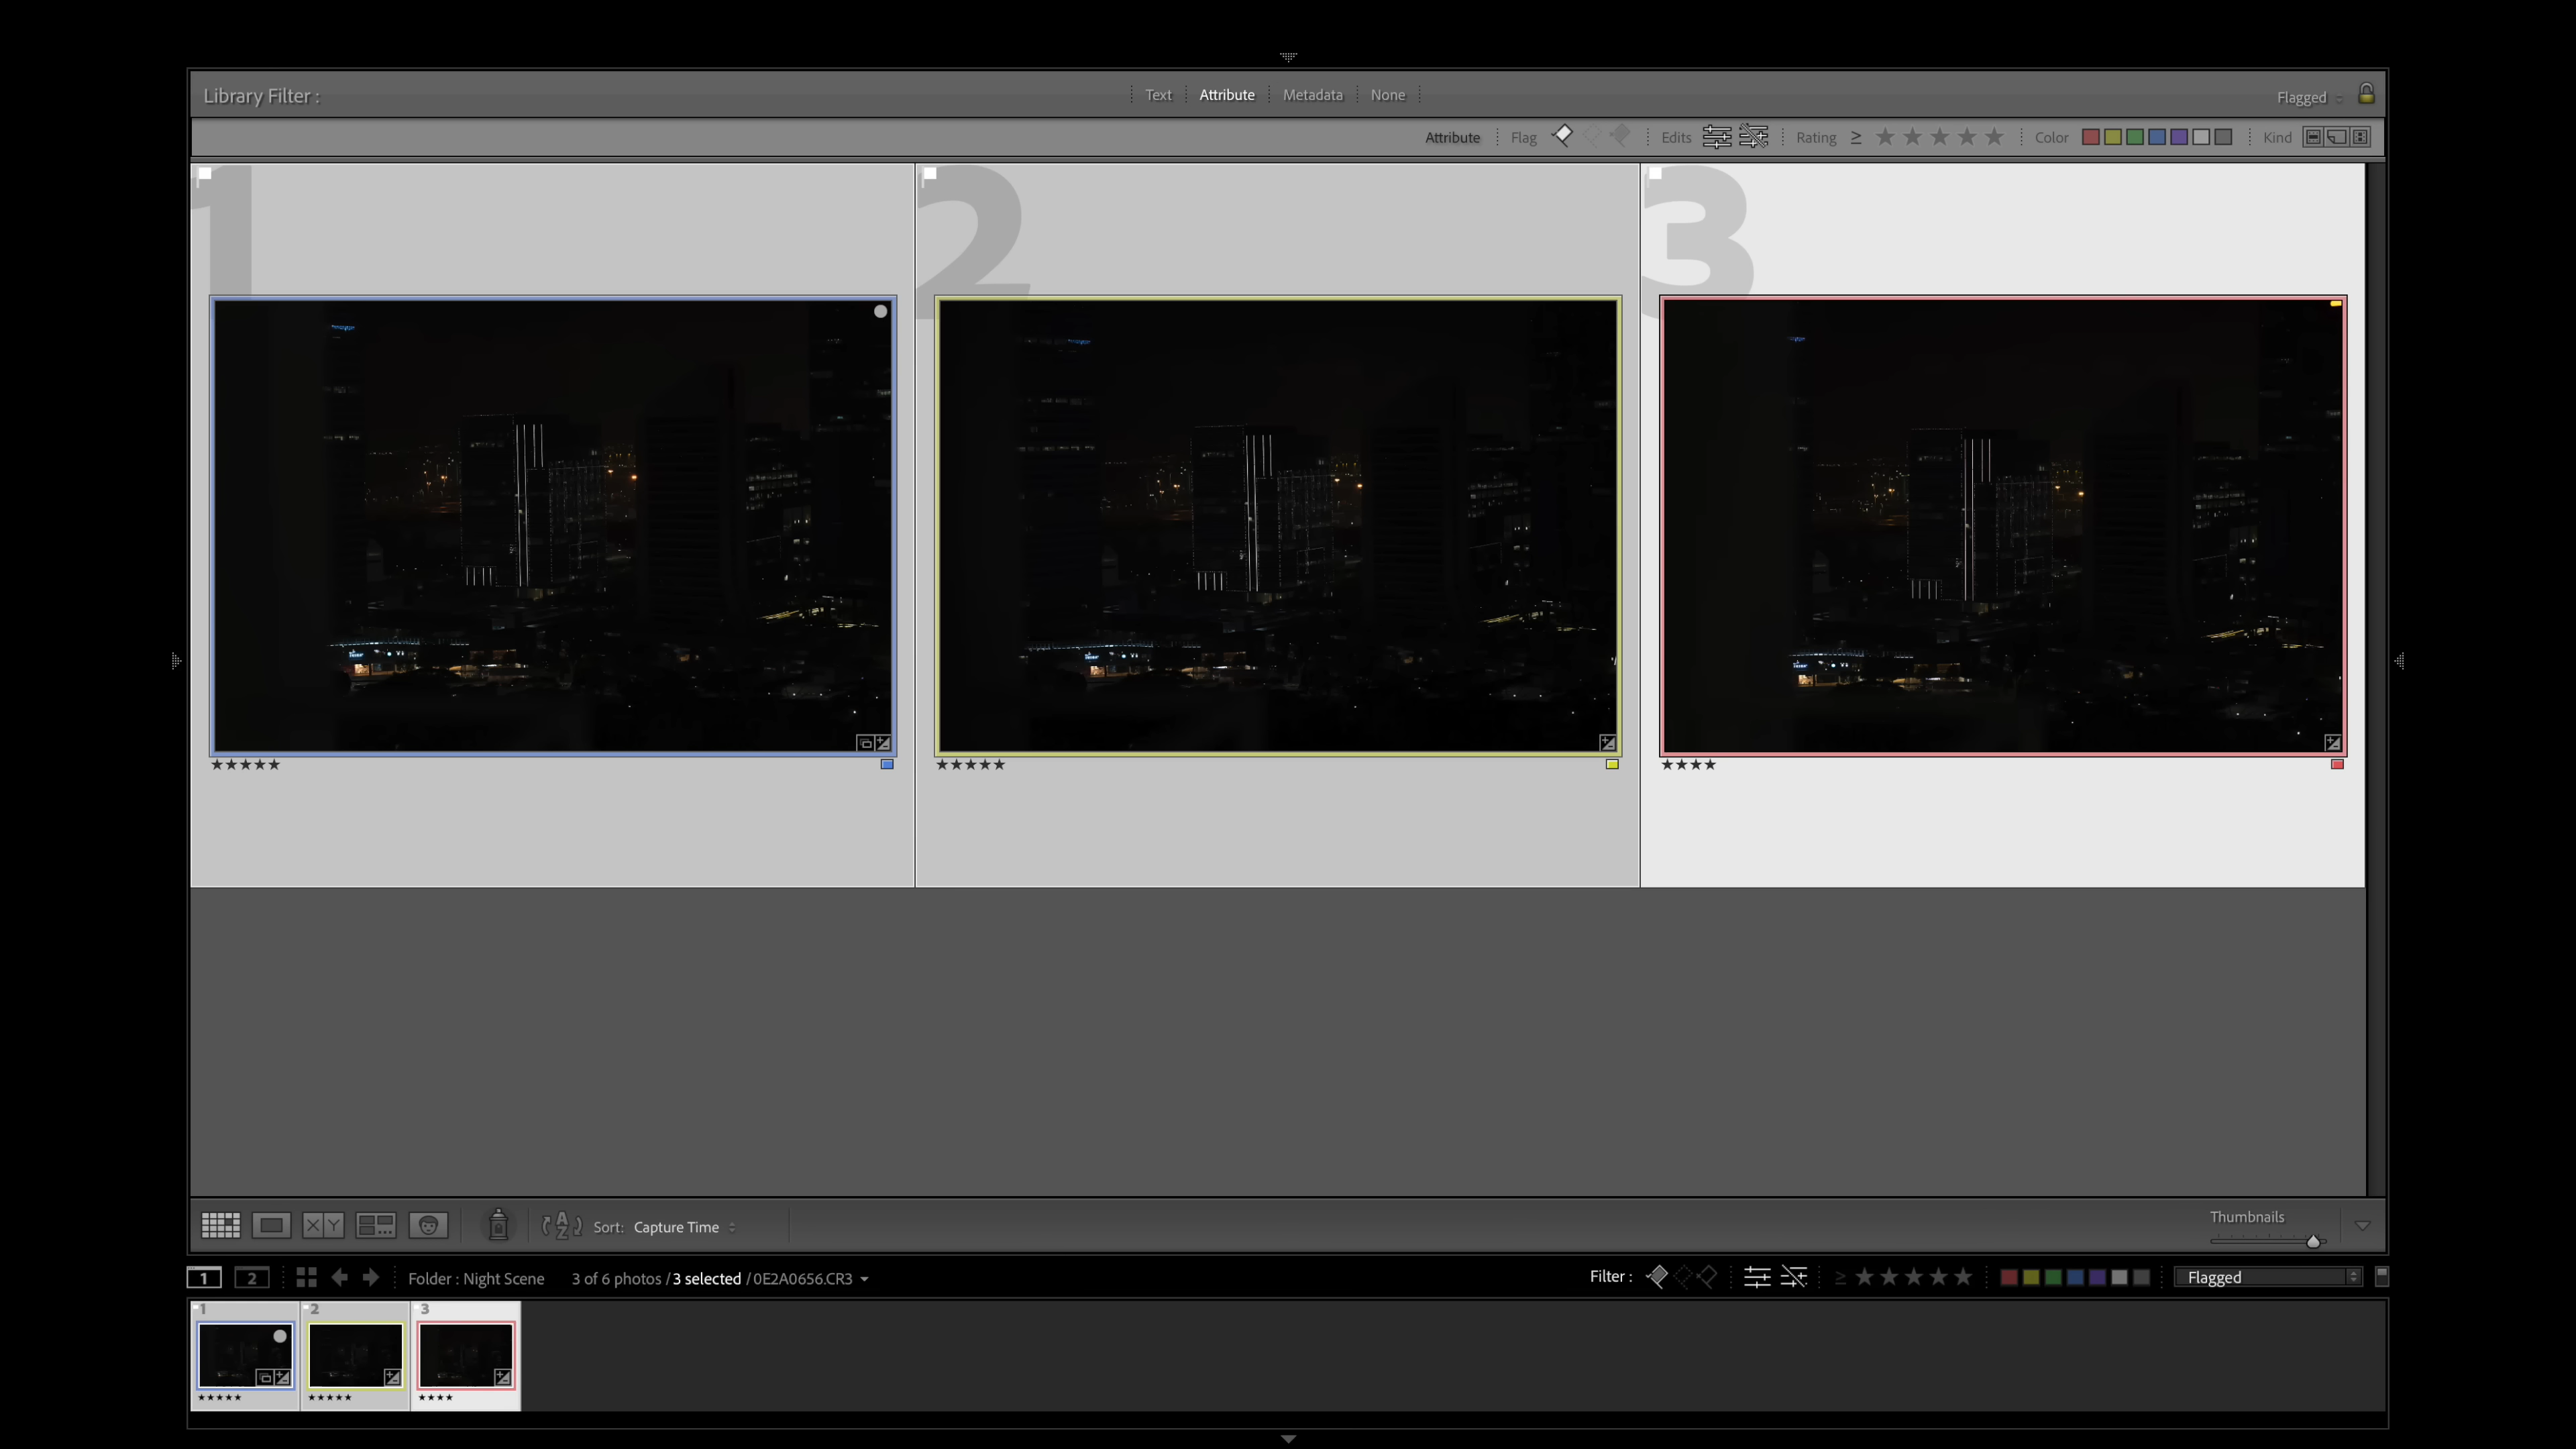 Library Filter :
Text
Attribute
Metadata
None
Flagged
Attribute
Flag
Edits
Rating ≥
Color
Kind
1
2
3
XY
AZ
Sort: Capture Time
Thumbnails
1
2
Folder : Night Scene
3 of 6 photos / 3 selected / 0E2A0656.CR3
Filter :
≥
Flagged
1
2
3